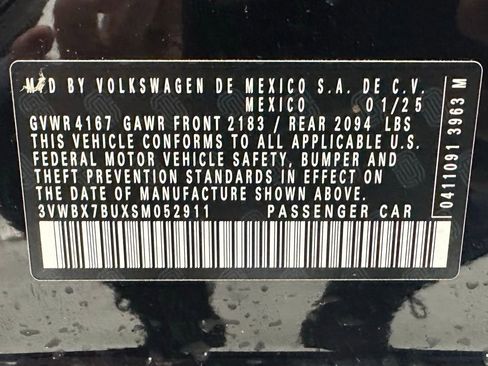 MFD BY VOLKSWAGEN DE MEXICO S.A. DE C.V.
MEXICO 01/25
GVWR 4167 GAWR FRONT 2183 / REAR 2094 LBS
THIS VEHICLE CONFORMS TO ALL APPLICABLE U.S.
FEDERAL MOTOR VEHICLE SAFETY, BUMPER AND
THEFT PREVENTION STANDARDS IN EFFECT ON
THE DATE OF MANUFACTURE SHOWN ABOVE
3VWBX7BUXSM052911 PASSENGER CAR
0411091 3963 M